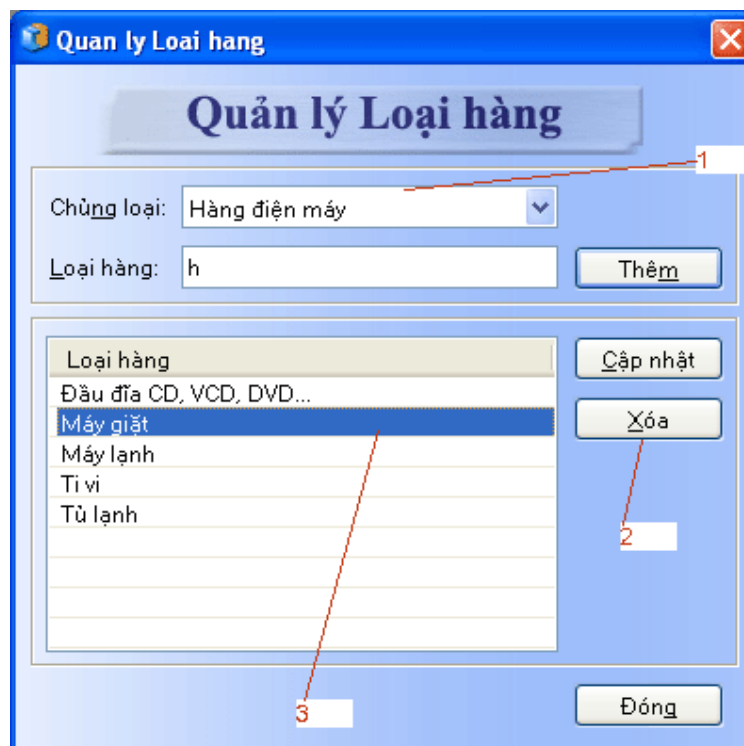 Quan ly Loai hang
Quản lý Loại hàng
1
Chủng loại: Hàng điện máy
Loại hàng: h Thêm
Loại hàng Cập nhật
Đầu đĩa CD, VCD, DVD...
Máy giặt Xóa
Máy lạnh
Ti vi
Tủ lạnh
2
3
Đóng